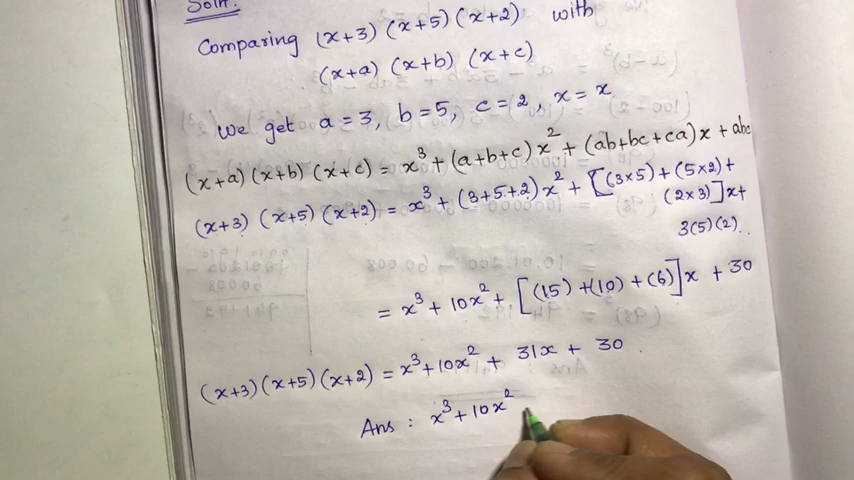 Soln.
Comparing (x+3) (x+5) (x+2) with
(x+a) (x+b) (x+c)
We get a = 3, b = 5, c = 2, x = x
(x+a) (x+b) (x+c) = x³ + (a+b+c) x² + (ab+bc+ca) x + abc
(x+3) (x+5) (x+2) = x³ + (3+5+2) x² + [(3×5) + (5×2) +
(2×3)] x +
3(5)(2).
= x³ + 10x² + [(15) + (10) + (6)] x + 30
(x+3) (x+5) (x+2) = x³ + 10x² + 31x + 30.
Ans : x³ + 10x²